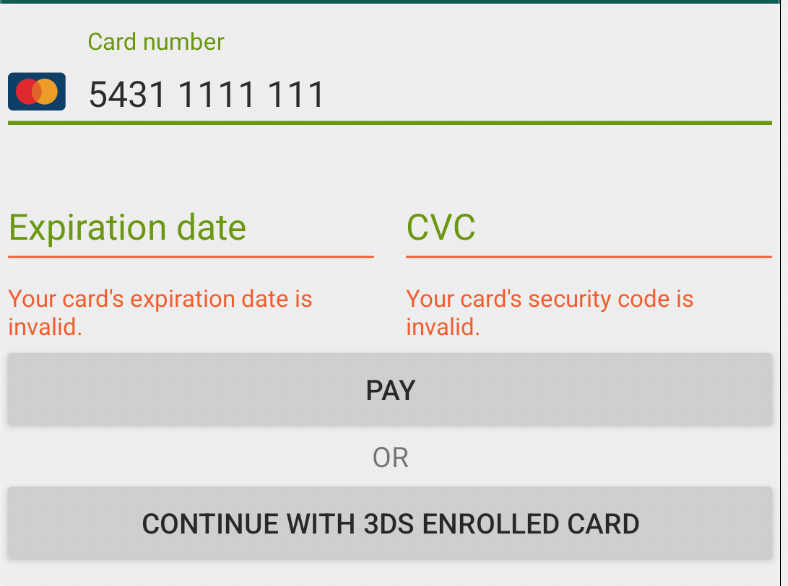 Card number
5431 1111 111
Expiration date
CVC
Your card's expiration date is
invalid.
Your card's security code is
invalid.
PAY
OR
CONTINUE WITH 3DS ENROLLED CARD